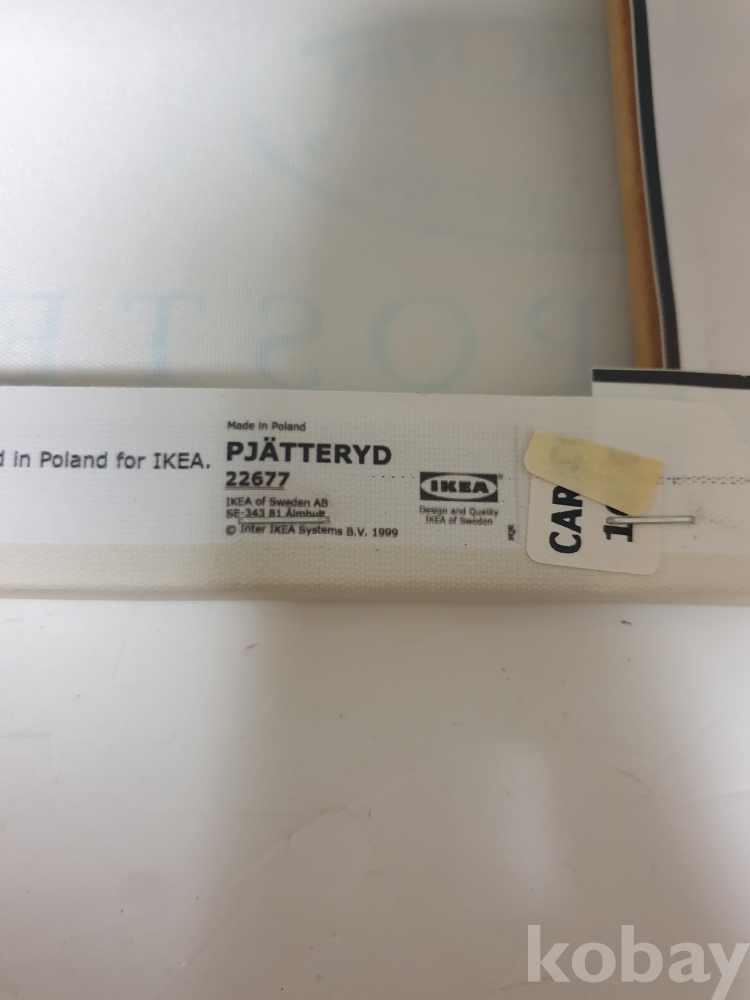 POSTE
Made in Poland
d in Poland for IKEA.
PJÄTTERYD
22677
IKEA of Sweden AB
SE-343 81 Älmhult
© Inter IKEA Systems B.V. 1999
IKEA
Design and Quality
IKEA of Sweden
CAR
kobay